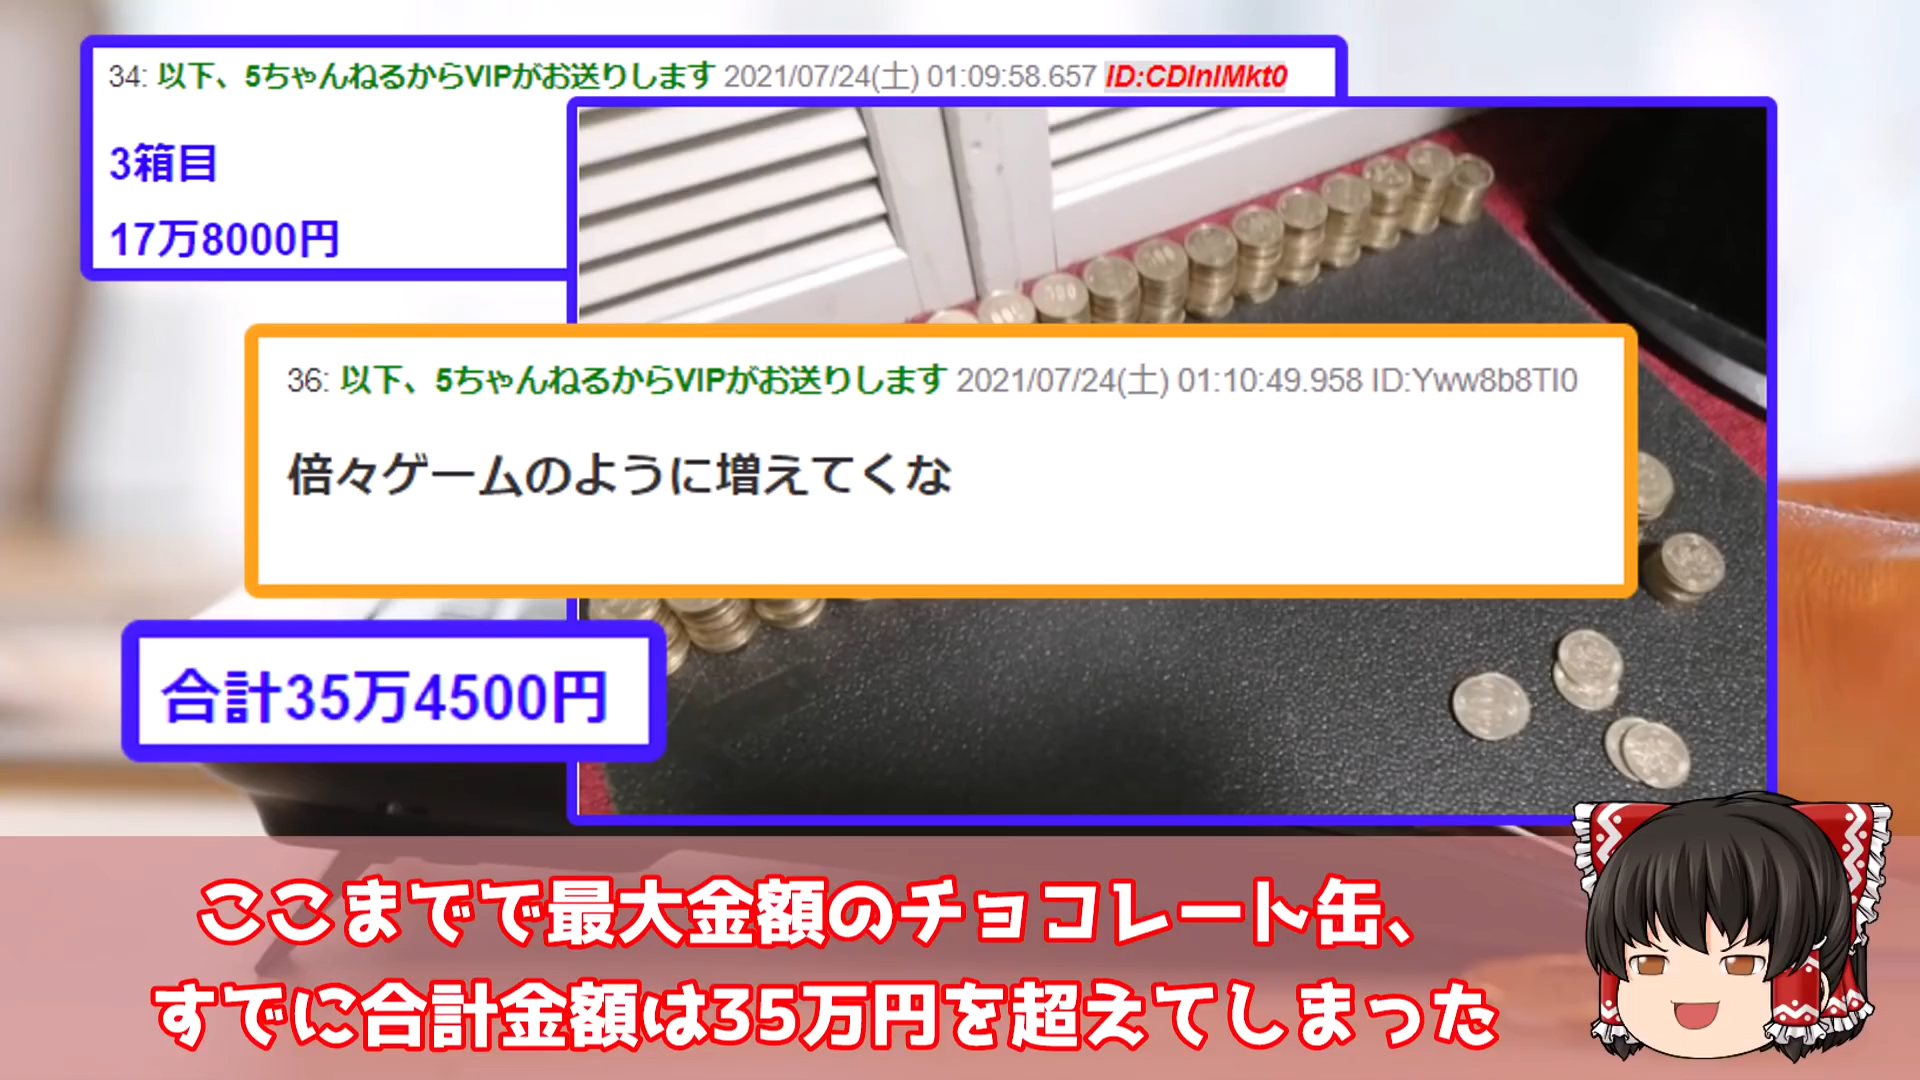 34: 以下、5ちゃんねるからVIPがお送りします 2021/07/24(土) 01:09:58.657 ID:CDlnlMkt0
3箱目
17万8000円
36: 以下、5ちゃんねるからVIPがお送りします 2021/07/24(土) 01:10:49.958 ID:Yww8b8TI0
倍々ゲームのように増えてくな
合計35万4500円
ここまでで最大金額のチョコレート缶、
すでに合計金額は35万円を超えてしまった